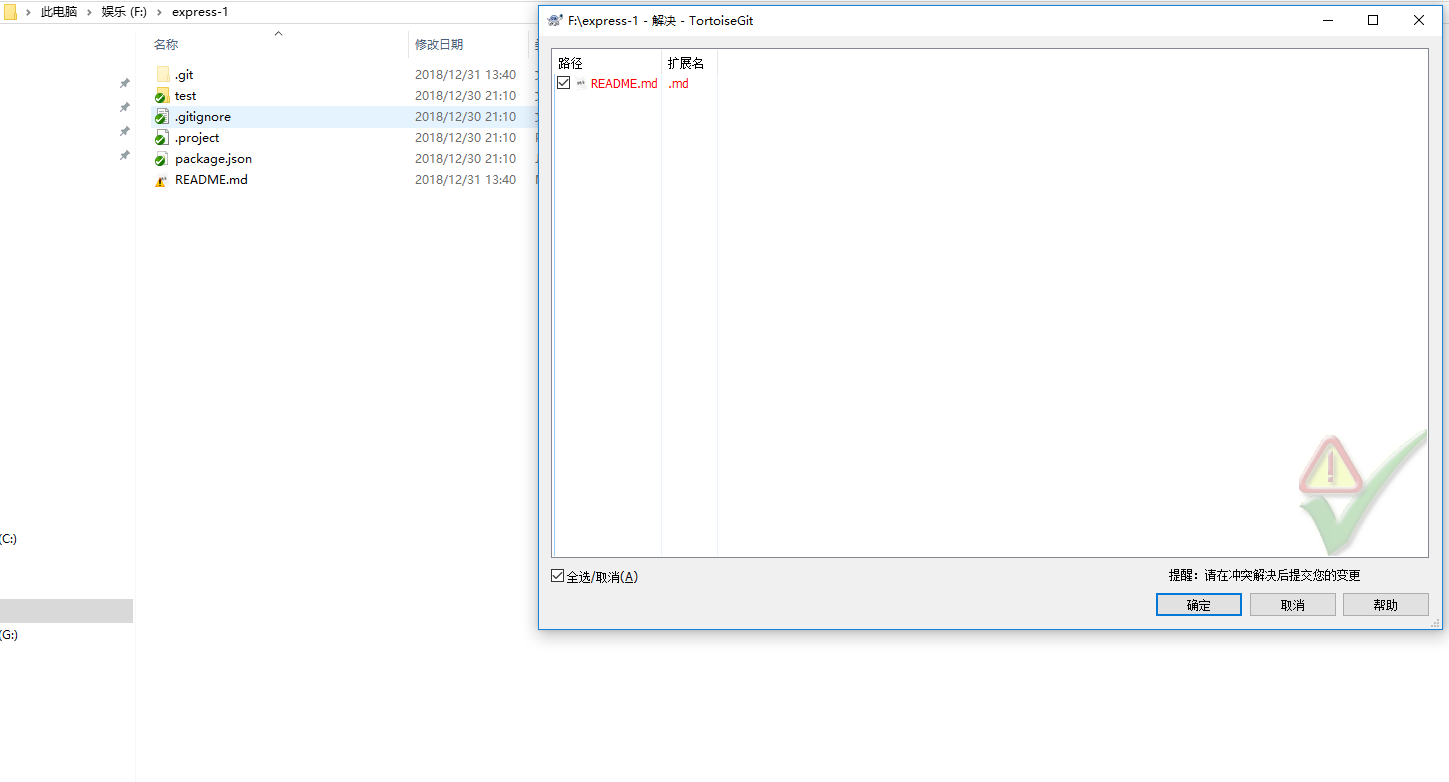 此电脑 › 娱乐 (F:) › express-1
名称 修改日期
.git 2018/12/31 13:40
test 2018/12/30 21:10
.gitignore 2018/12/30 21:10
.project 2018/12/30 21:10
package.json 2018/12/30 21:10
README.md 2018/12/31 13:40
(C:)
(G:)
F:\express-1 - 解决 - TortoiseGit
路径 扩展名
README.md .md
全选/取消(A)
提醒：请在冲突解决后提交您的变更
确定 取消 帮助